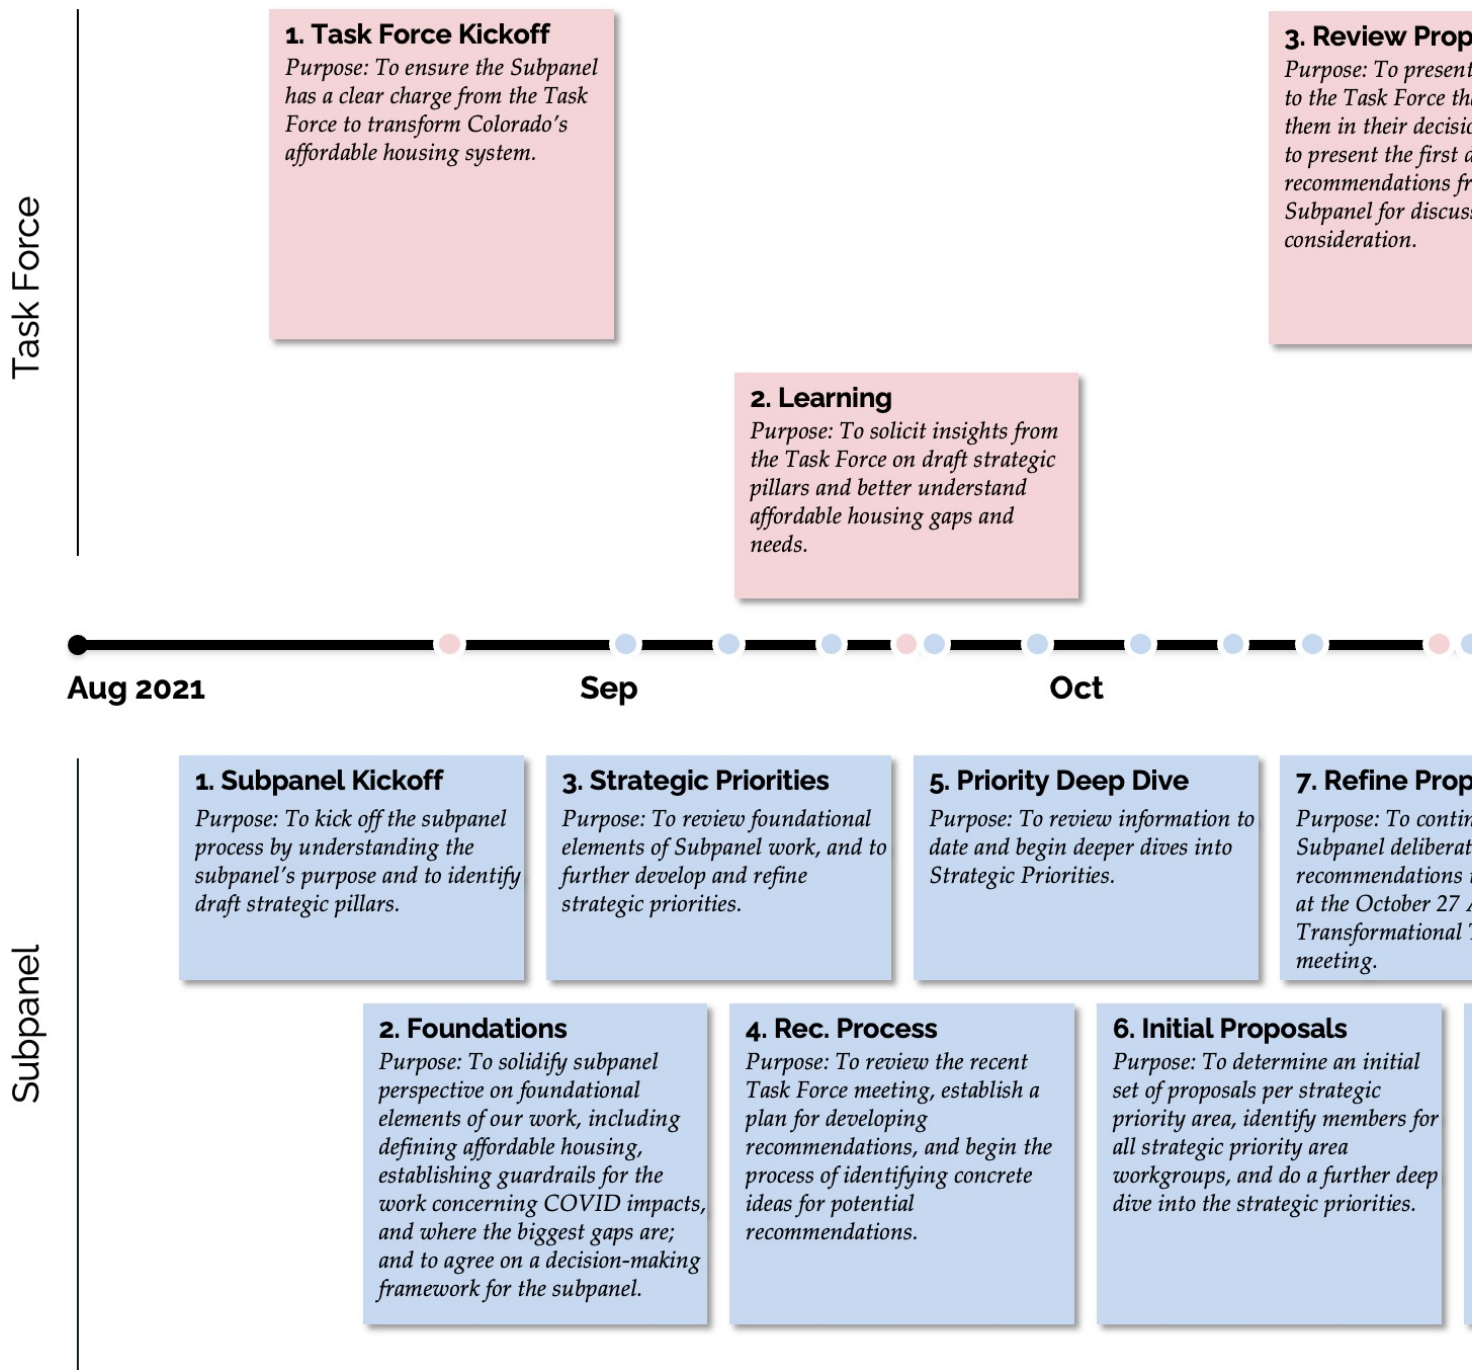 Task Force
1. Task Force Kickoff
Purpose: To ensure the Subpanel
has a clear charge from the Task
Force to transform Colorado's
affordable housing system.
2. Learning
Purpose: To solicit insights from
the Task Force on draft strategic
pillars and better understand
affordable housing gaps and
needs.
3. Review
Purpose: To present
to the Task Force
them in their
to present the first
recommendations
Subpanel for
consideration.
Aug 2021
Sep
Oct
Subpanel
1. Subpanel Kickoff
Purpose: To kick off the subpanel
process by understanding the
subpanel's purpose and to identify
draft strategic pillars.
2. Foundations
Purpose: To solidify subpanel
perspective on foundational
elements of our work, including
defining affordable housing,
establishing guardrails for the
work concerning COVID impacts,
and where the biggest gaps are;
and to agree on a decision-making
framework for the subpanel.
3. Strategic Priorities
Purpose: To review foundational
elements of Subpanel work, and to
further develop and refine
strategic priorities.
4. Rec. Process
Purpose: To review the recent
Task Force meeting, establish a
plan for developing
recommendations, and begin the
process of identifying concrete
ideas for potential
recommendations.
5. Priority Deep Dive
Purpose: To review information to
date and begin deeper dives into
Strategic Priorities.
6. Initial Proposals
Purpose: To determine an initial
set of proposals per strategic
priority area, identify members for
all strategic priority area
workgroups, and do a further deep
dive into the strategic priorities.
7. Refine
Purpose: To
Subpanel
recommendations
at the October 27
Transformational
meeting.